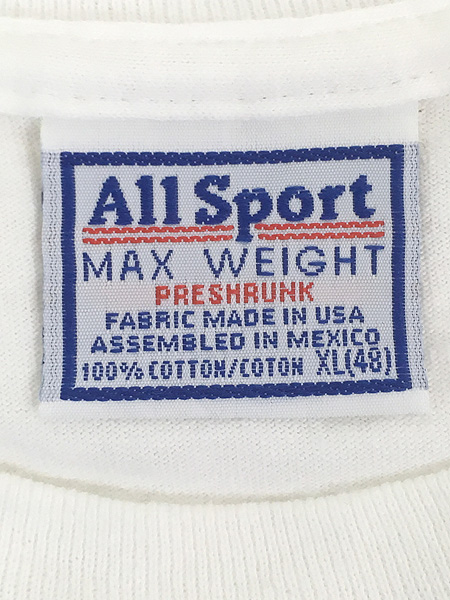 All Sport
MAX WEIGHT
PRESHRUNK
FABRIC MADE IN USA
ASSEMBLED IN MEXICO
100% COTTON/COTON XL(48)